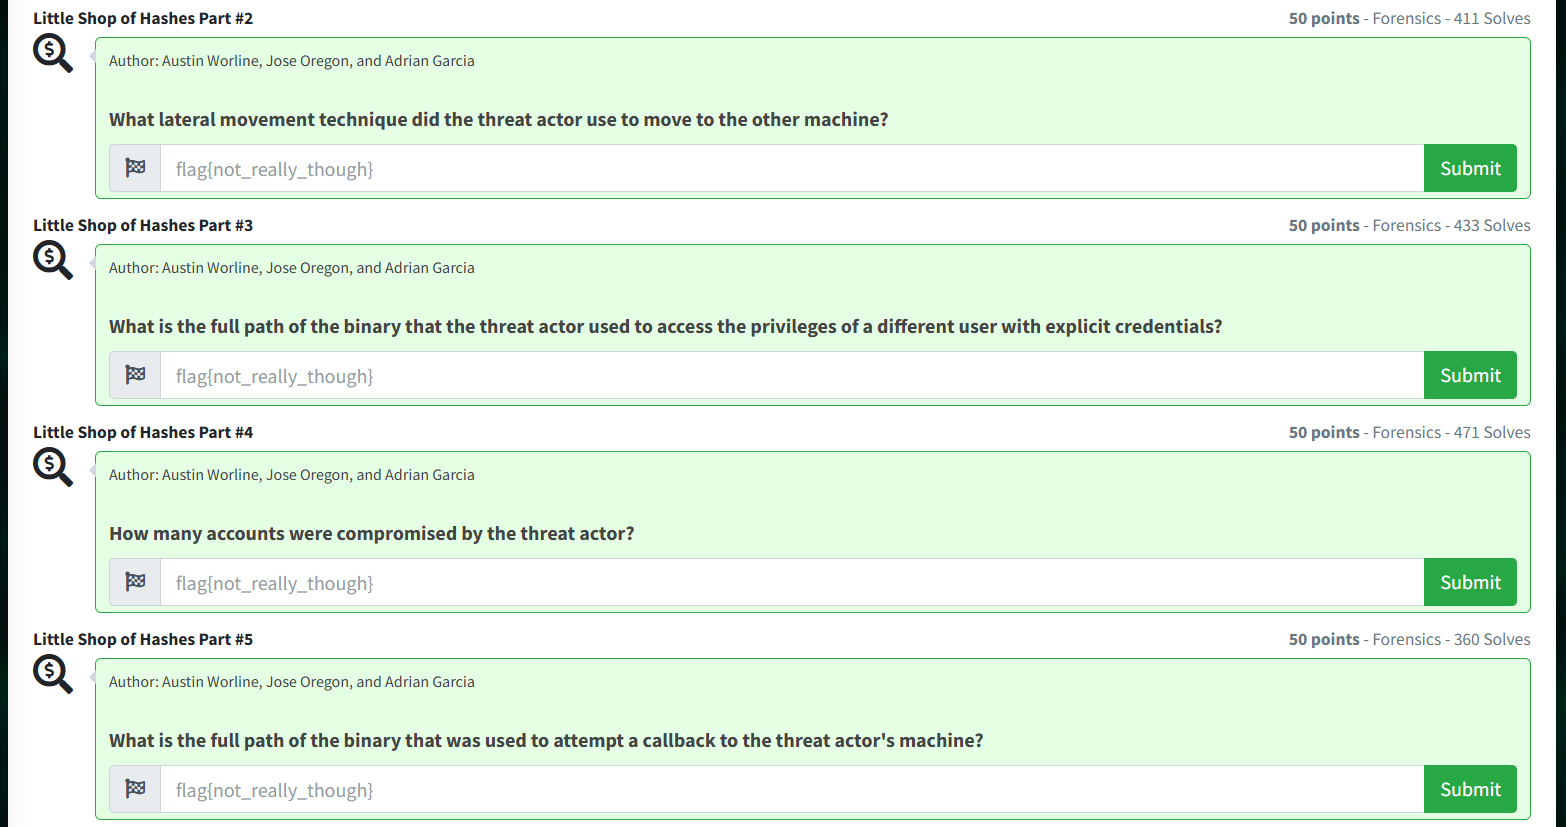 Little Shop of Hashes Part #2 50 points - Forensics - 411 Solves
$
Author: Austin Worline, Jose Oregon, and Adrian Garcia
What lateral movement technique did the threat actor use to move to the other machine?
flag{not_really_though} Submit
Little Shop of Hashes Part #3 50 points - Forensics - 433 Solves
$
Author: Austin Worline, Jose Oregon, and Adrian Garcia
What is the full path of the binary that the threat actor used to access the privileges of a different user with explicit credentials?
flag{not_really_though} Submit
Little Shop of Hashes Part #4 50 points - Forensics - 471 Solves
$
Author: Austin Worline, Jose Oregon, and Adrian Garcia
How many accounts were compromised by the threat actor?
flag{not_really_though} Submit
Little Shop of Hashes Part #5 50 points - Forensics - 360 Solves
$
Author: Austin Worline, Jose Oregon, and Adrian Garcia
What is the full path of the binary that was used to attempt a callback to the threat actor's machine?
flag{not_really_though} Submit